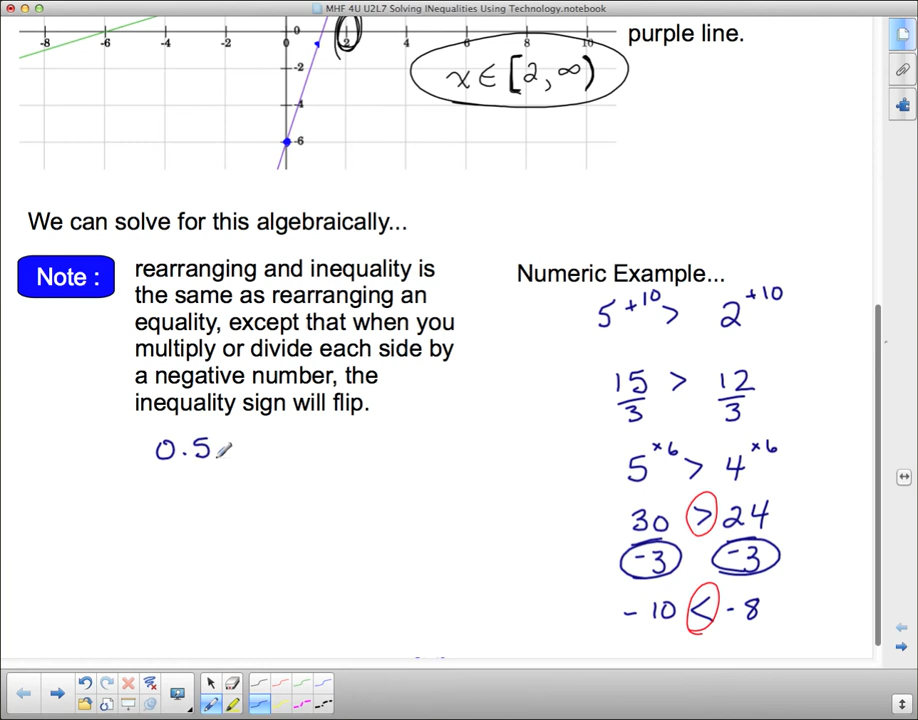 MHF 4U U2L7 Solving INequalities Using Technology.notebook
-8 -6 -4 -2 0 2 4 6 8 10
0
-2
-4
-6
purple line.
x ∈ [2, ∞)
We can solve for this algebraically...
Note :
rearranging and inequality is
the same as rearranging an
equality, except that when you
multiply or divide each side by
a negative number, the
inequality sign will flip.
0.5
Numeric Example...
5 +10 > 2 +10
15/3 > 12/3
5 ×6 > 4 ×6
30 > 24
-3 -3
-10 < -8